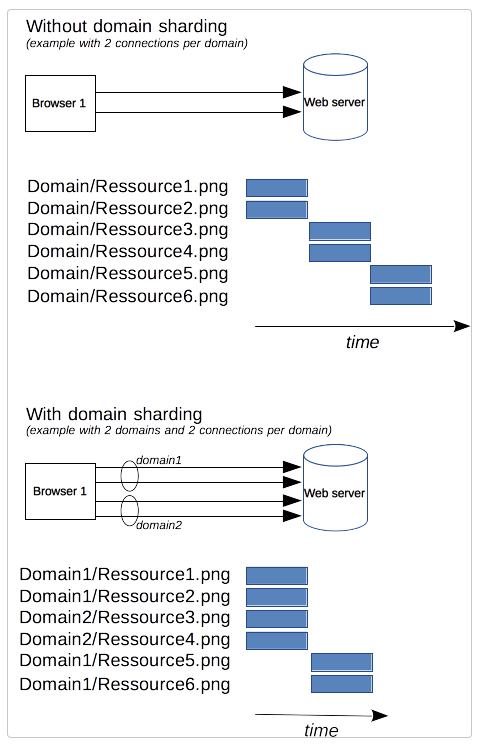 Without domain sharding
(example with 2 connections per domain)
Browser 1
Web server
Domain/Ressource1.png
Domain/Ressource2.png
Domain/Ressource3.png
Domain/Ressource4.png
Domain/Ressource5.png
Domain/Ressource6.png
time
With domain sharding
(example with 2 domains and 2 connections per domain)
domain1
Browser 1
Web server
domain2
Domain1/Ressource1.png
Domain1/Ressource2.png
Domain2/Ressource3.png
Domain2/Ressource4.png
Domain1/Ressource5.png
Domain1/Ressource6.png
time